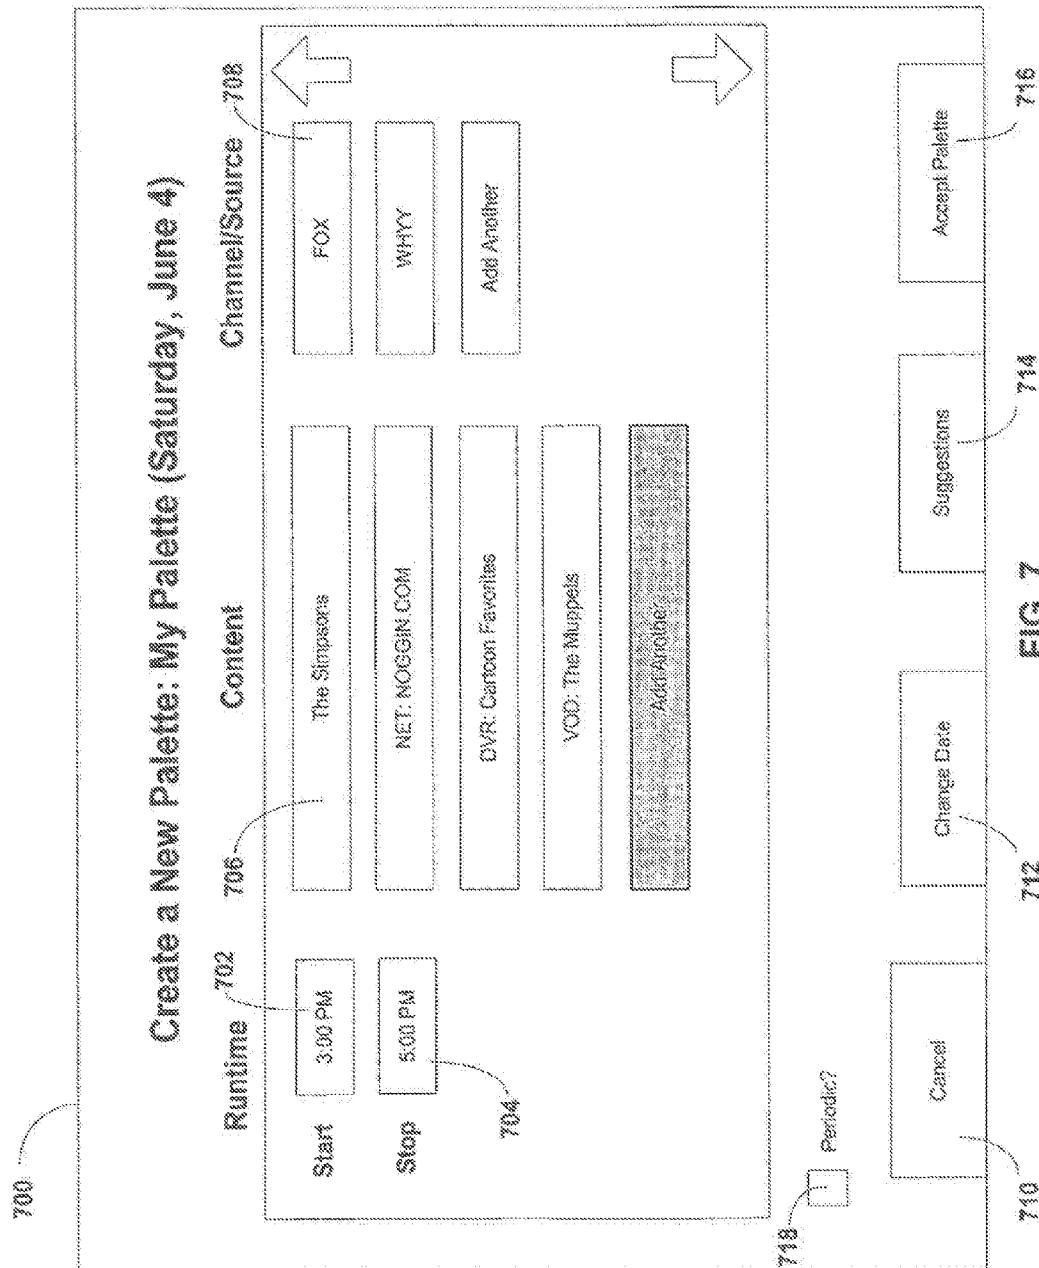 700
Create a New Palette: My Palette (Saturday, June 4)
Runtime
Content
Channel/Source
702
706
708
Start
3:00 PM
The Simpsons
FOX
Stop
5:00 PM
NET: NOGGIN.COM
WHYY
704
DVR: Cartoon Favorites
Add Another
VOD: The Muppets
Add Another
718
Periodic?
Cancel
Change Date
Suggestions
Accept Palette
710
712
714
716
FIG. 7